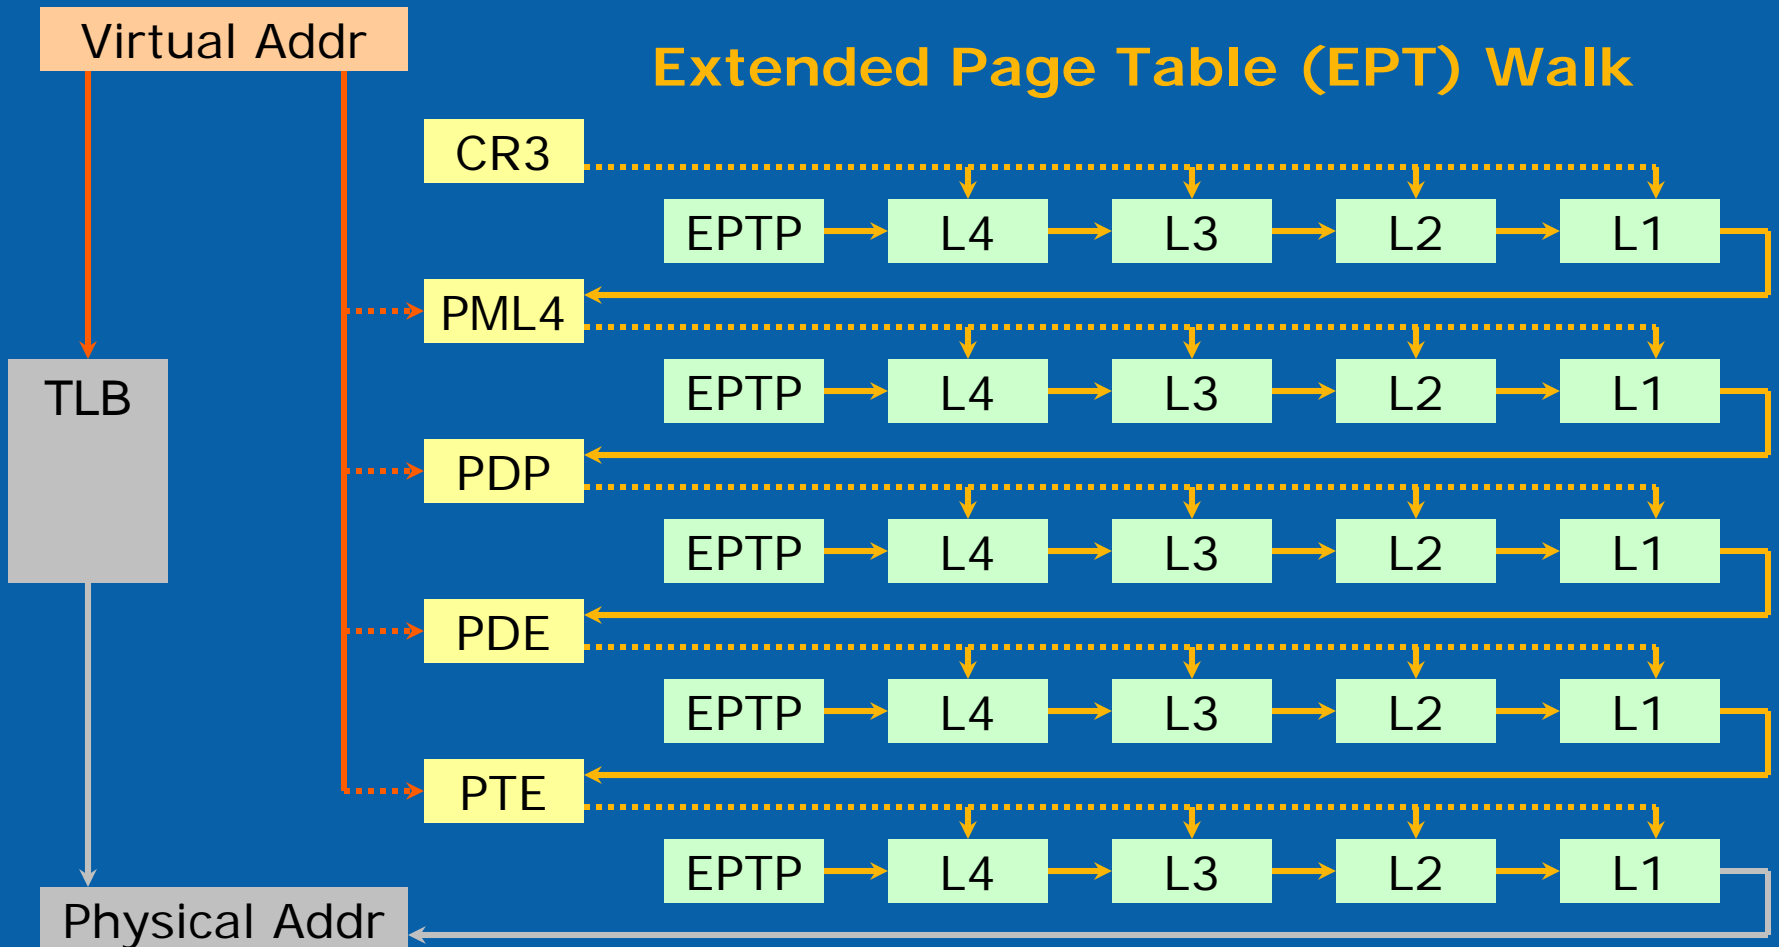 Virtual Addr
Extended Page Table (EPT) Walk
CR3
EPTP L4 L3 L2 L1
PML4
EPTP L4 L3 L2 L1
TLB
PDP
EPTP L4 L3 L2 L1
PDE
EPTP L4 L3 L2 L1
PTE
EPTP L4 L3 L2 L1
Physical Addr